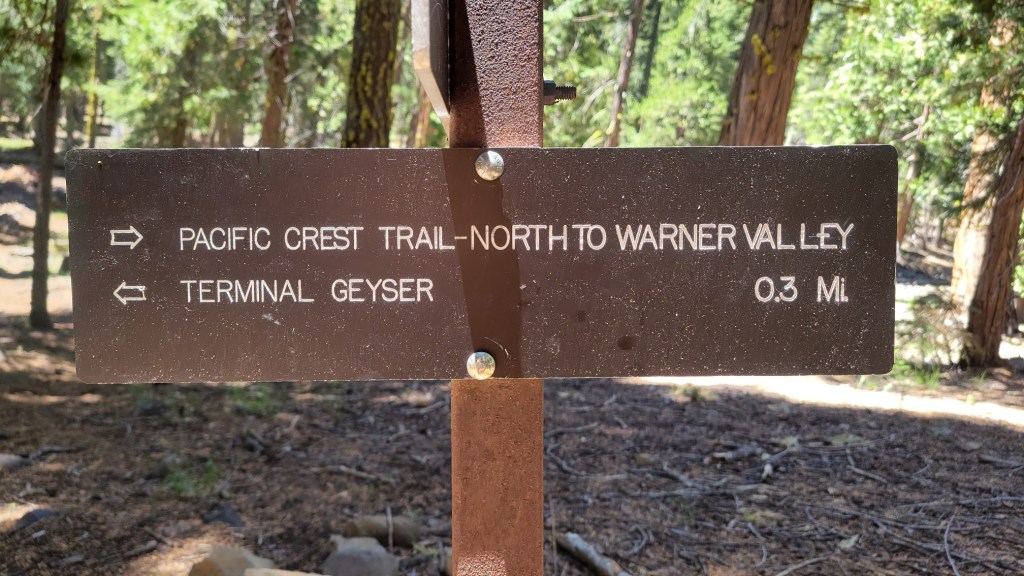 ⇨ PACIFIC CREST TRAIL-NORTH TO WARNER VALLEY
⇦ TERMINAL GEYSER 0.3 Mi.